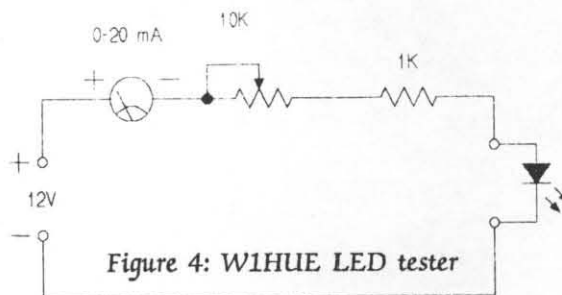 10K
0-20 mA
+ −
1K
+
12V
−
Figure 4: W1HUE LED tester